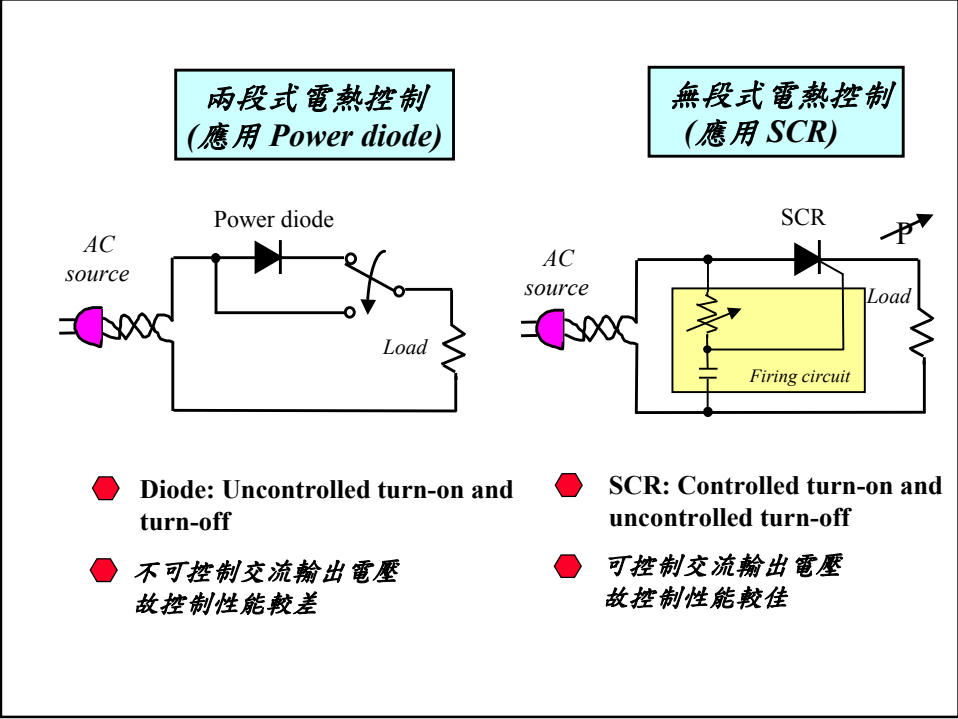 兩段式電熱控制
(應用 Power diode)
無段式電熱控制
(應用 SCR)
Power diode
AC
source
Load
SCR
P
AC
source
Load
Firing circuit
Diode: Uncontrolled turn-on and
turn-off
不可控制交流輸出電壓
故控制性能較差
SCR: Controlled turn-on and
uncontrolled turn-off
可控制交流輸出電壓
故控制性能較佳